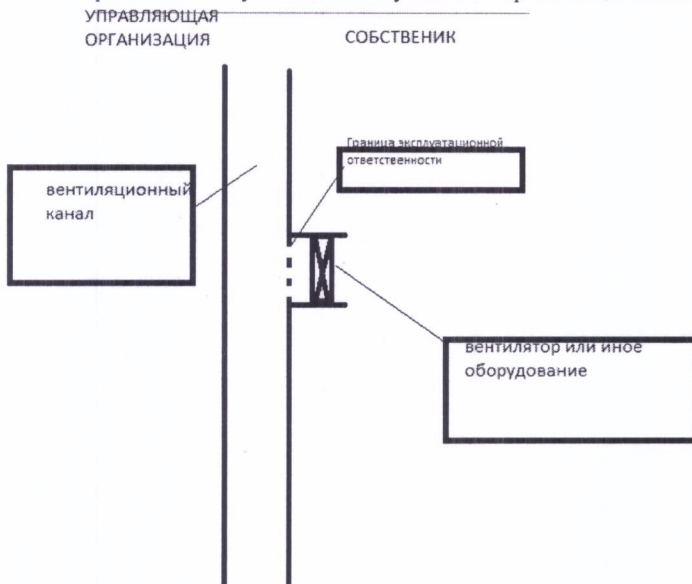 УПРАВЛЯЮЩАЯ
ОРГАНИЗАЦИЯ
СОБСТВЕНИК
Граница эксплуатационной
ответственности
вентиляционный
канал
вентилятор или иное
оборудование